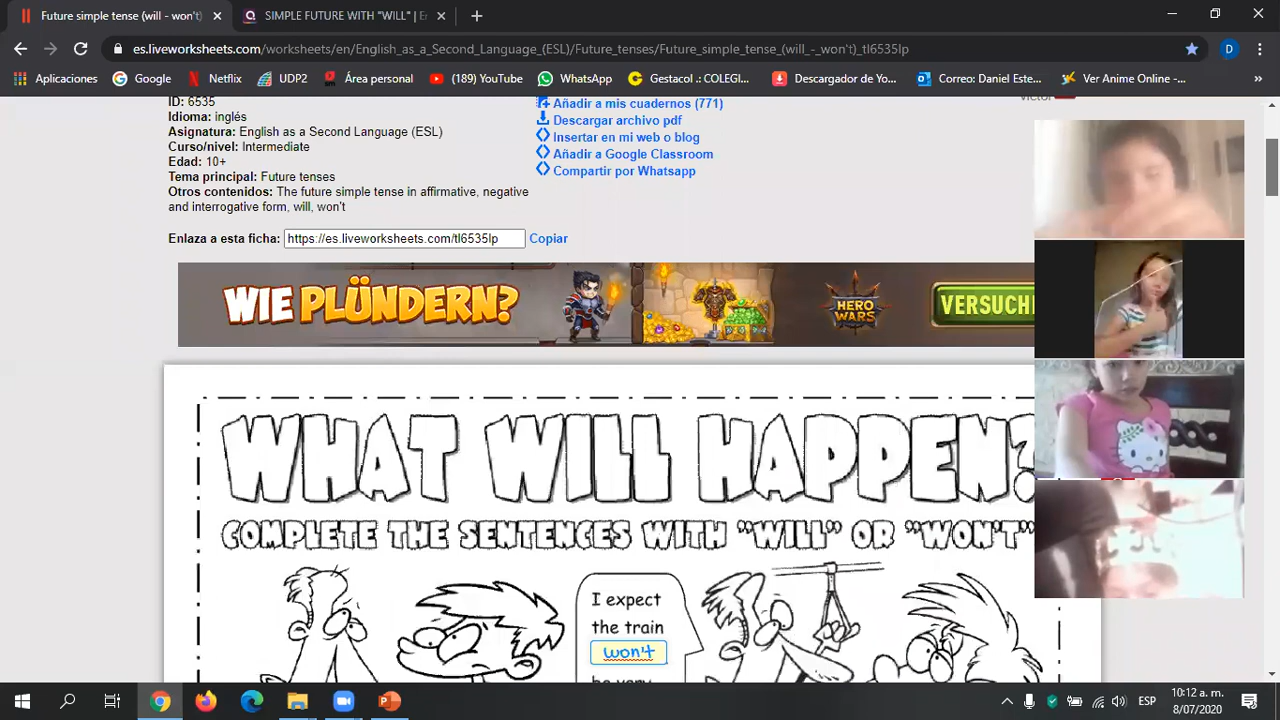 Future simple tense (will - won't)
SIMPLE FUTURE WITH "WILL" | E
es.liveworksheets.com/worksheets/en/English_as_a_Second_Language_(ESL)/Future_tenses/Future_simple_tense_(will_-_won't)_tl6535lp
D
Aplicaciones
Google
Netflix
UDP2
Área personal
(189) YouTube
WhatsApp
Gestacol .: COLEGI...
Descargador de Yo...
Correo: Daniel Este...
Ver Anime Online -...
»
ID: 6535
Idioma: inglés
Asignatura: English as a Second Language (ESL)
Curso/nivel: Intermediate
Edad: 10+
Tema principal: Future tenses
Otros contenidos: The future simple tense in affirmative, negative
and interrogative form, will, won't
Añadir a mis cuadernos (771)
Descargar archivo pdf
Insertar en mi web o blog
Añadir a Google Classroom
Compartir por Whatsapp
Enlaza a esta ficha: https://es.liveworksheets.com/tl6535lp Copiar
WIE PLÜNDERN?
HERO
WARS
VERSUCHE
WHAT WILL HAPPEN?
COMPLETE THE SENTENCES WITH "WILL" OR "WON'T"
I expect
the train
won't
be very
ESP
10:12 a. m.
8/07/2020